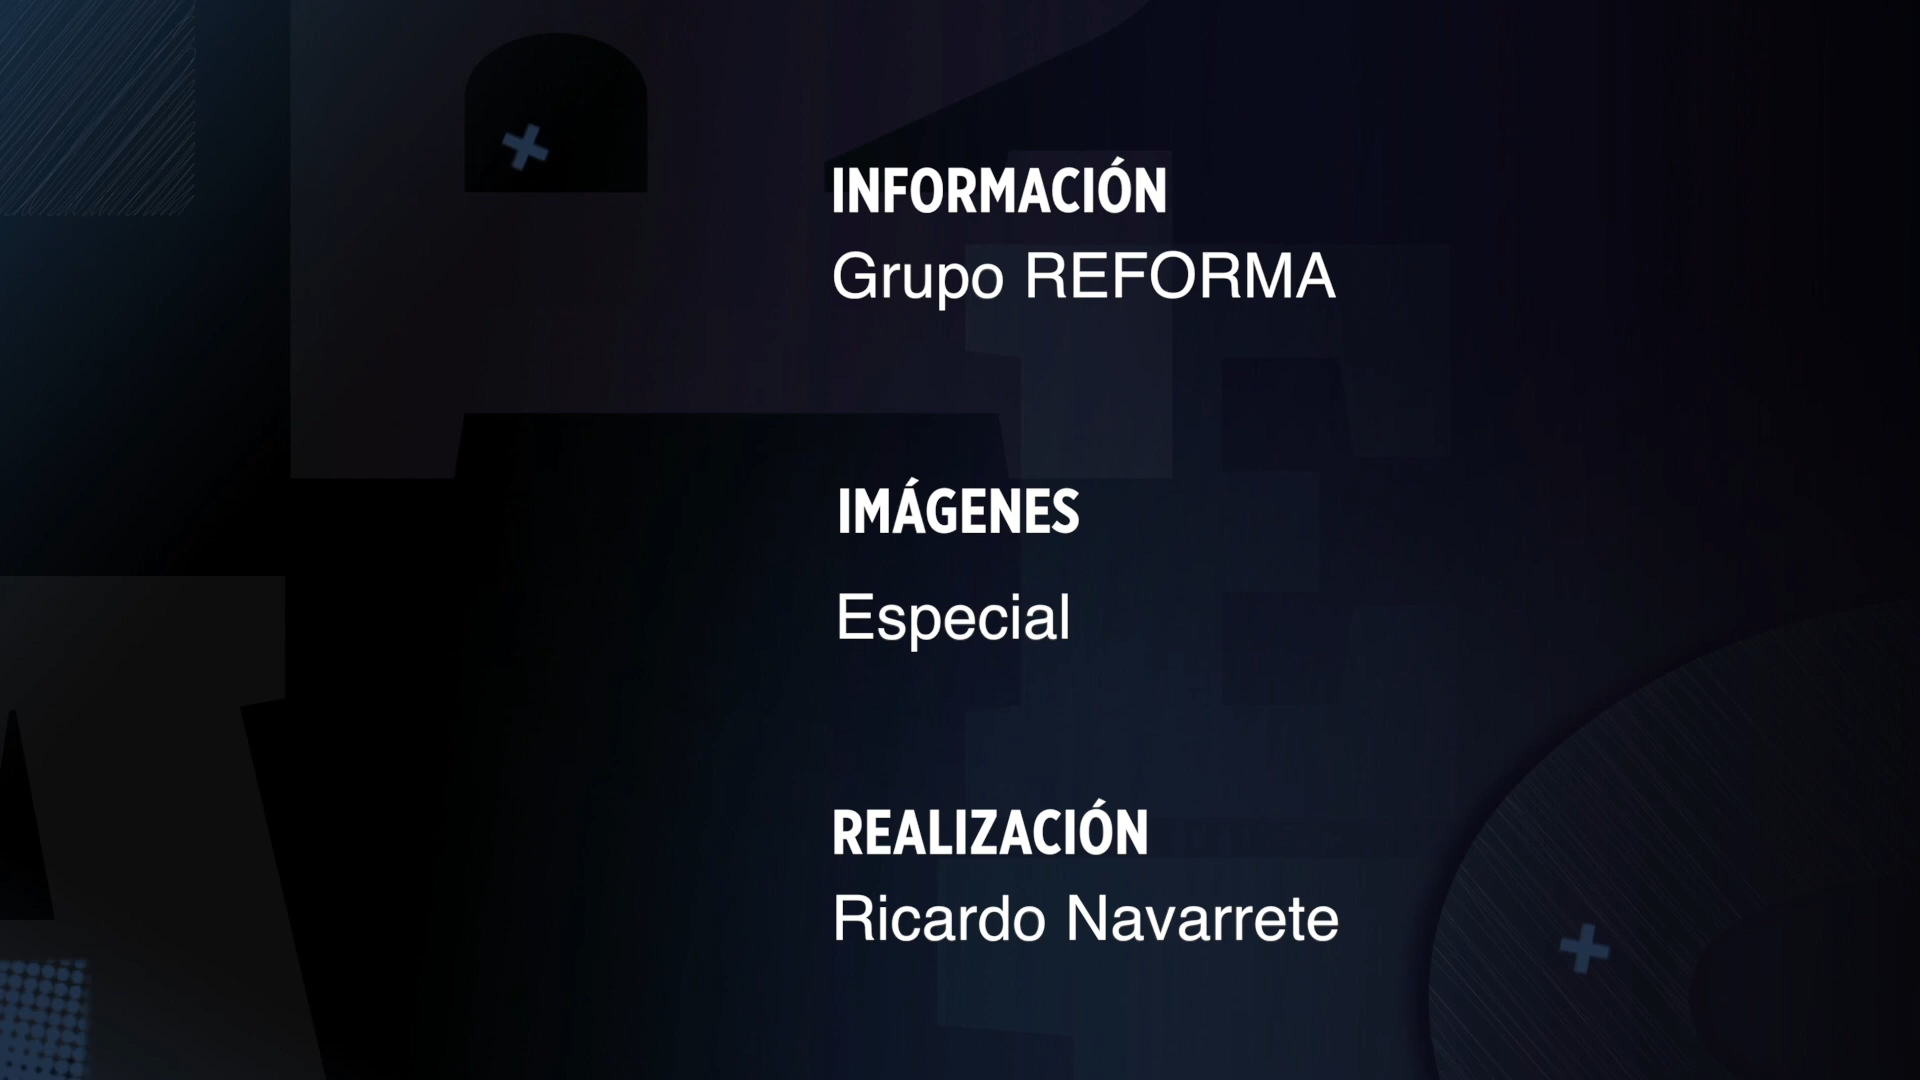 INFORMACIÓN
Grupo REFORMA
IMÁGENES
Especial
REALIZACIÓN
Ricardo Navarrete